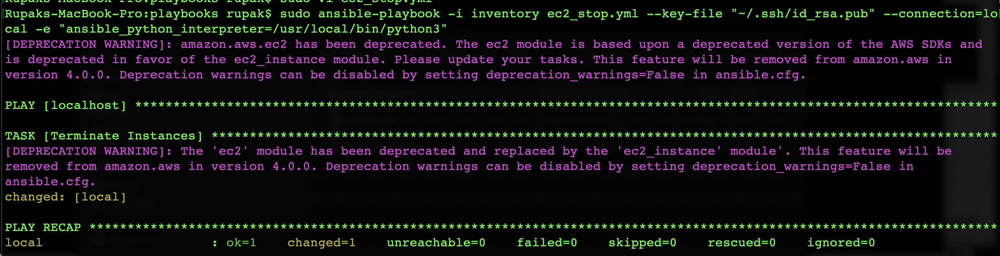 Rupaks-MacBook-Pro:playbooks rupak$ sudo vi ec2_stop.yml
[Rupaks-MacBook-Pro:playbooks rupak$ sudo ansible-playbook -i inventory ec2_stop.yml --key-file "~/.ssh/id_rsa.pub" --connection=lo
cal -e "ansible_python_interpreter=/usr/local/bin/python3"
[DEPRECATION WARNING]: amazon.aws.ec2 has been deprecated. The ec2 module is based upon a deprecated version of the AWS SDKs and
is deprecated in favor of the ec2_instance module. Please update your tasks. This feature will be removed from amazon.aws in
version 4.0.0. Deprecation warnings can be disabled by setting deprecation_warnings=False in ansible.cfg.
PLAY [localhost] *****************************************************************************************************************
TASK [Terminate Instances] *******************************************************************************************************
[DEPRECATION WARNING]: The 'ec2' module has been deprecated and replaced by the 'ec2_instance' module'. This feature will be
removed from amazon.aws in version 4.0.0. Deprecation warnings can be disabled by setting deprecation_warnings=False in
ansible.cfg.
changed: [local]
PLAY RECAP ***********************************************************************************************************************
local                      : ok=1    changed=1    unreachable=0    failed=0    skipped=0    rescued=0    ignored=0